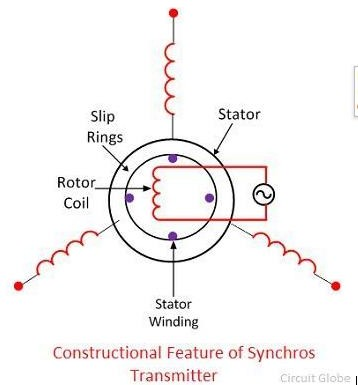 Slip
Rings
Stator
Rotor
Coil
Stator
Winding
Constructional Feature of Synchros
Transmitter
Circuit Globe